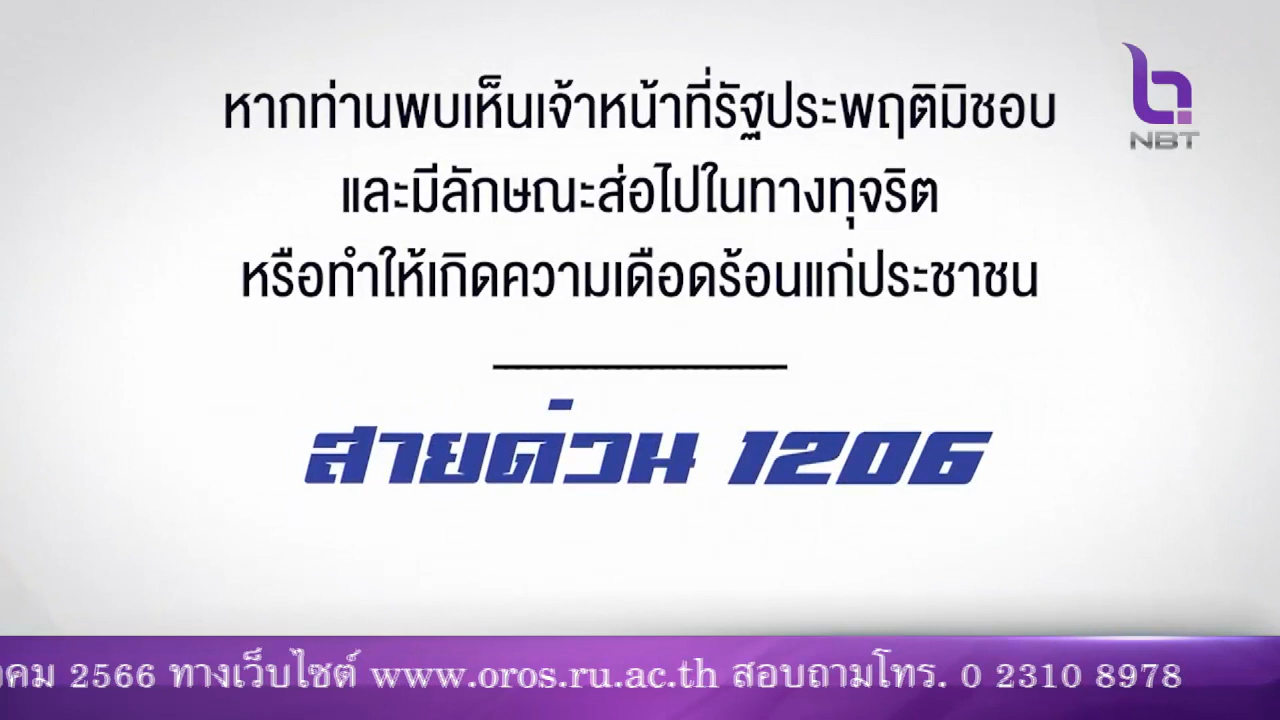 หากท่านพบเห็นเจ้าหน้าที่รัฐประพฤติมิชอบ
และมีลักษณะส่อไปในทางทุจริต
หรือทำให้เกิดความเดือดร้อนแก่ประชาชน
สายด่วน 1206
NBT
คม 2566 ทางเว็บไซต์ www.oros.ru.ac.th สอบถามโทร. 0 2310 8978